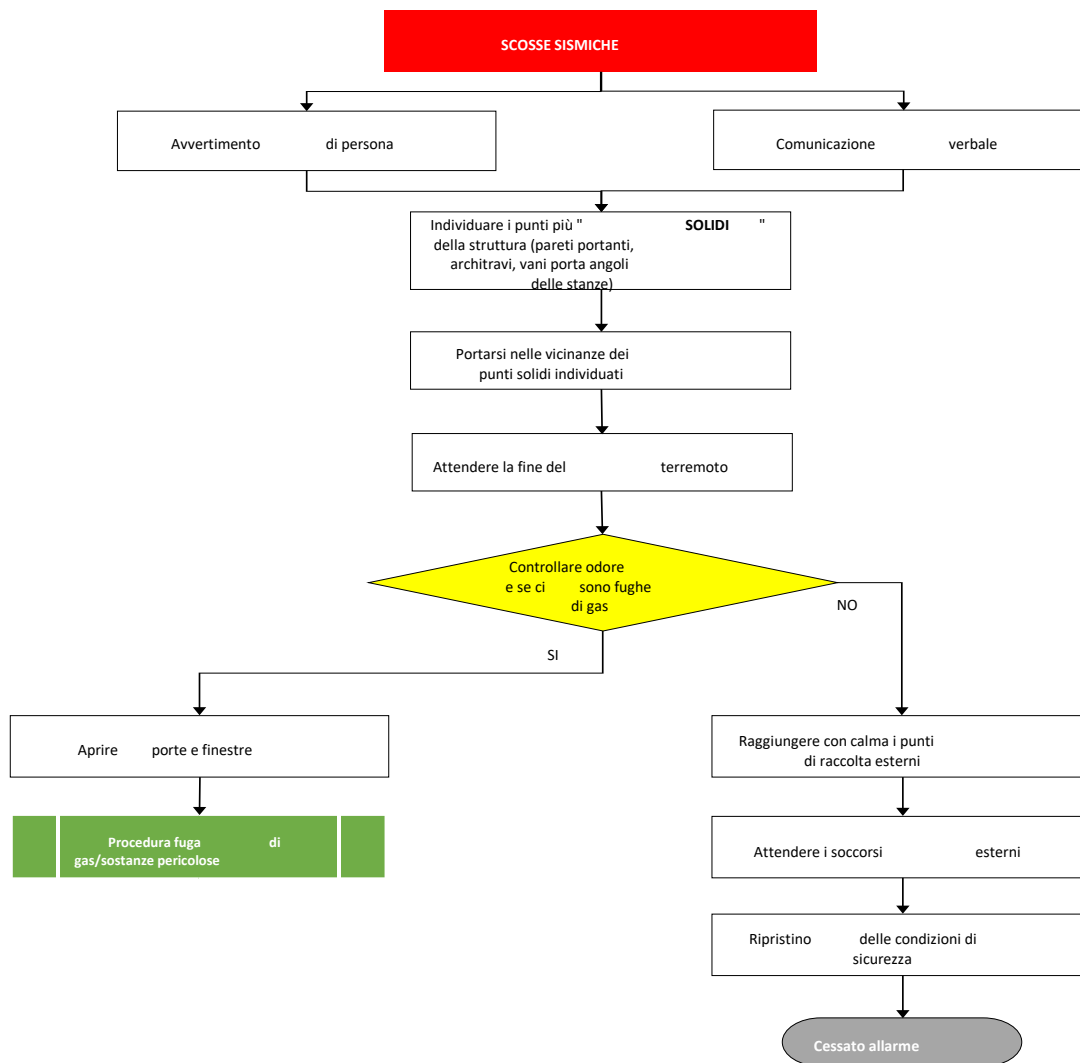 SCOSSE SISMICHE
Avvertimento di persona
Comunicazione verbale
Individuare i punti più " SOLIDI "
della struttura (pareti portanti,
architravi, vani porta angoli
delle stanze)
Portarsi nelle vicinanze dei
punti solidi individuati
Attendere la fine del terremoto
Controllare odore
e se ci sono fughe
di gas
NO
SI
Aprire porte e finestre
Raggiungere con calma i punti
di raccolta esterni
Procedura fuga di
gas/sostanze pericolose
Attendere i soccorsi esterni
Ripristino delle condizioni di
sicurezza
Cessato allarme